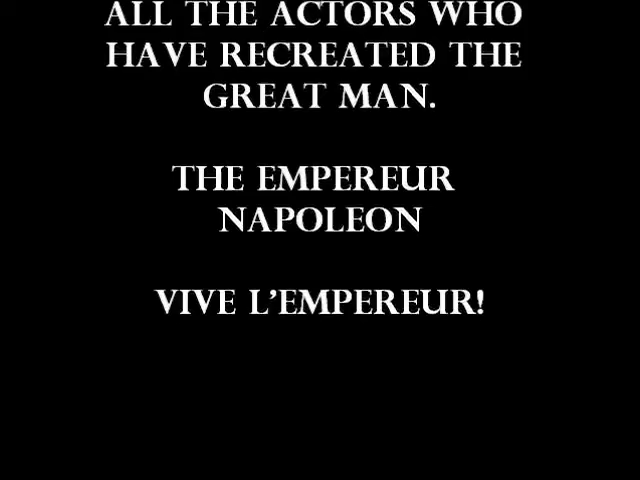 ALL THE ACTORS WHO
HAVE RECREATED THE
GREAT MAN.
THE EMPEREUR
NAPOLEON
VIVE L'EMPEREUR!